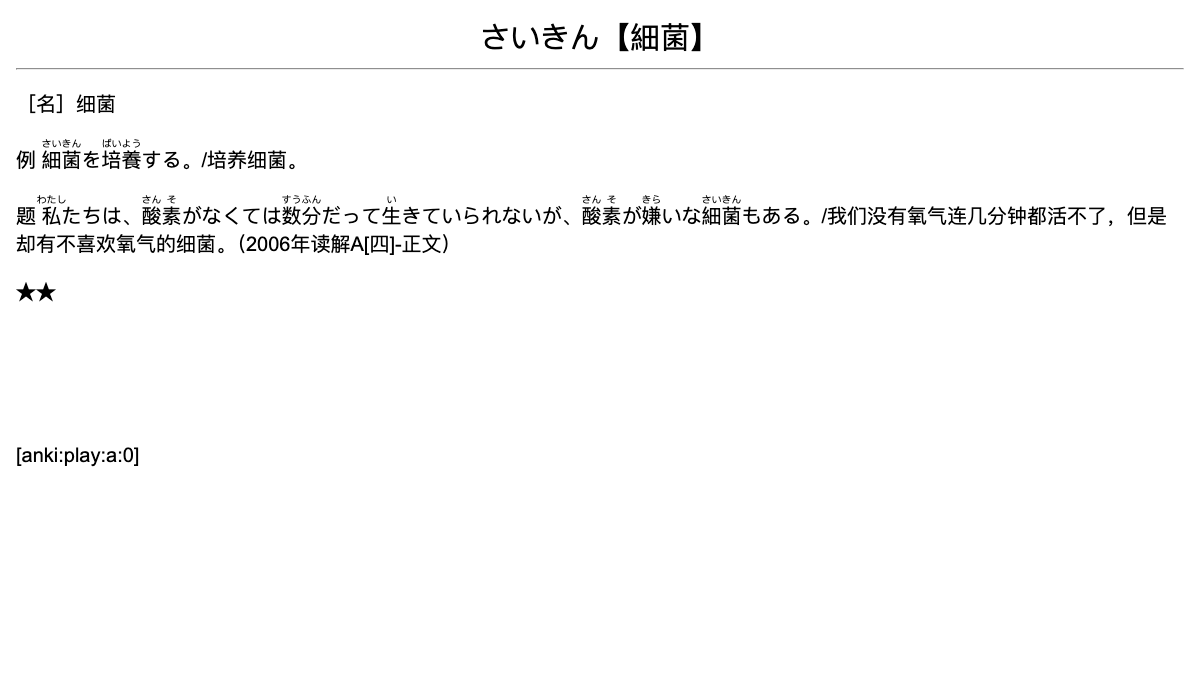 さいきん【細菌】
［名］细菌
さいきん ばいよう
例 細菌を培養する。/培养细菌。
わたし さん そ すうふん い さん そ きら さいきん
题 私たちは、酸素がなくては数分だって生きていられないが、酸素が嫌いな細菌もある。/我们没有氧气连几分钟都活不了，但是
却有不喜欢氧气的细菌。（2006年读解A[四]-正文）
★★
[anki:play:a:0]